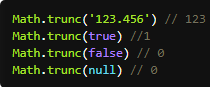 Math.trunc('123.456') // 123
Math.trunc(true) //1
Math.trunc(false) // 0
Math.trunc(null) // 0